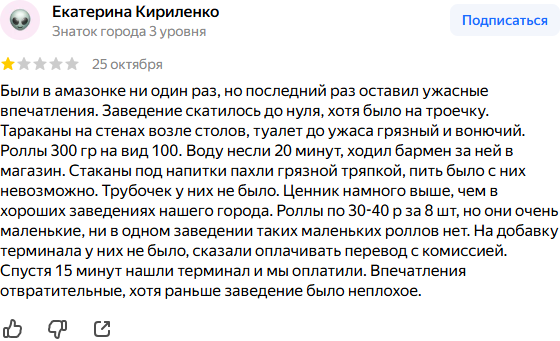 Екатерина Кириленко
Подписаться
Знаток города 3 уровня
25 октября
Были в амазонке ни один раз, но последний раз оставил ужасные
впечатления. Заведение скатилось до нуля, хотя было на троечку.
Тараканы на стенах возле столов, туалет до ужаса грязный и вонючий.
Роллы 300 гр на вид 100. Воду несли 20 минут, ходил бармен за ней в
магазин. Стаканы под напитки пахли грязной тряпкой, пить было с них
невозможно. Трубочек у них не было. Ценник намного выше, чем в
хороших заведениях нашего города. Роллы по 30-40 р за 8 шт, но они очень
маленькие, ни в одном заведении таких маленьких роллов нет. На добавку
терминала у них не было, сказали оплачивать перевод с комиссией.
Спустя 15 минут нашли терминал и мы оплатили. Впечатления
отвратительные, хотя раньше заведение было неплохое.